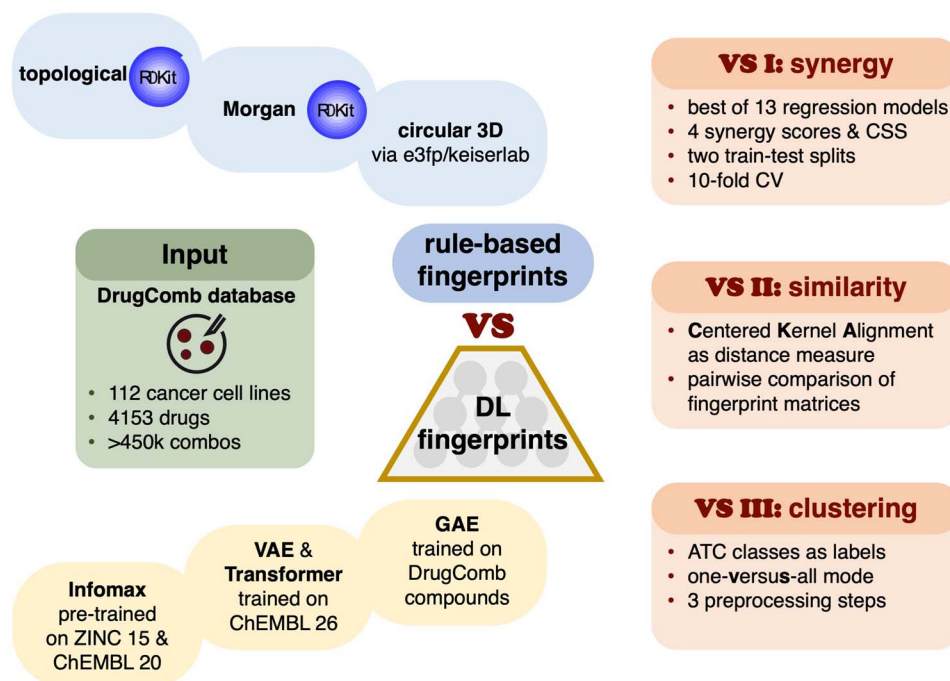 topological
RDKit
Morgan
RDKit
circular 3D
via e3fp/keiserlab
Input
DrugComb database
• 112 cancer cell lines
• 4153 drugs
• >450k combos
rule-based
fingerprints
VS
DL
fingerprints
Infomax
pre-trained
on ZINC 15 &
ChEMBL 20
VAE &
Transformer
trained on
ChEMBL 26
GAE
trained on
DrugComb
compounds
VS I: synergy
• best of 13 regression models
• 4 synergy scores & CSS
• two train-test splits
• 10-fold CV
VS II: similarity
• Centered Kernel Alignment
as distance measure
• pairwise comparison of
fingerprint matrices
VS III: clustering
• ATC classes as labels
• one-versus-all mode
• 3 preprocessing steps